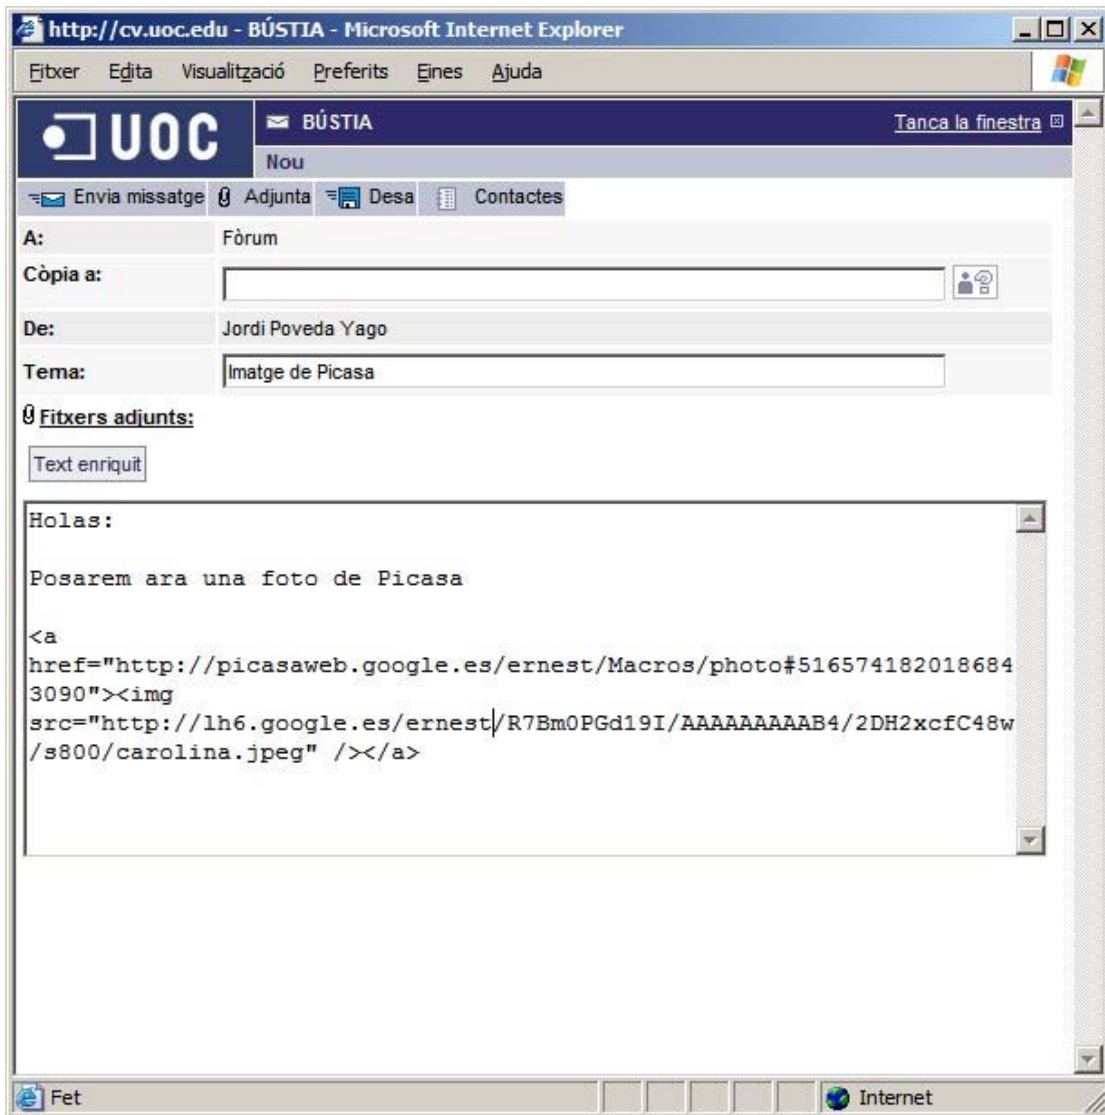 http://cv.uoc.edu - BÚSTIA - Microsoft Internet Explorer
Fitxer Edita Visualització Preferits Eines Ajuda
UOC
BÚSTIA
Tanca la finestra
Nou
Envia missatge Adjunta Desa Contactes
A: Fòrum
Còpia a:
De: Jordi Poveda Yago
Tema: Imatge de Picasa
Fitxers adjunts:
Text enriquit
Holas:
Posarem ara una foto de Picasa
<a
href="http://picasaweb.google.es/ernest/Macros/photo#516574182018684
3090"><img
src="http://lh6.google.es/ernest/R7Bm0PGd19I/AAAAAAAAAB4/2DH2xcfC48w
/s800/carolina.jpeg" /></a>
Fet Internet